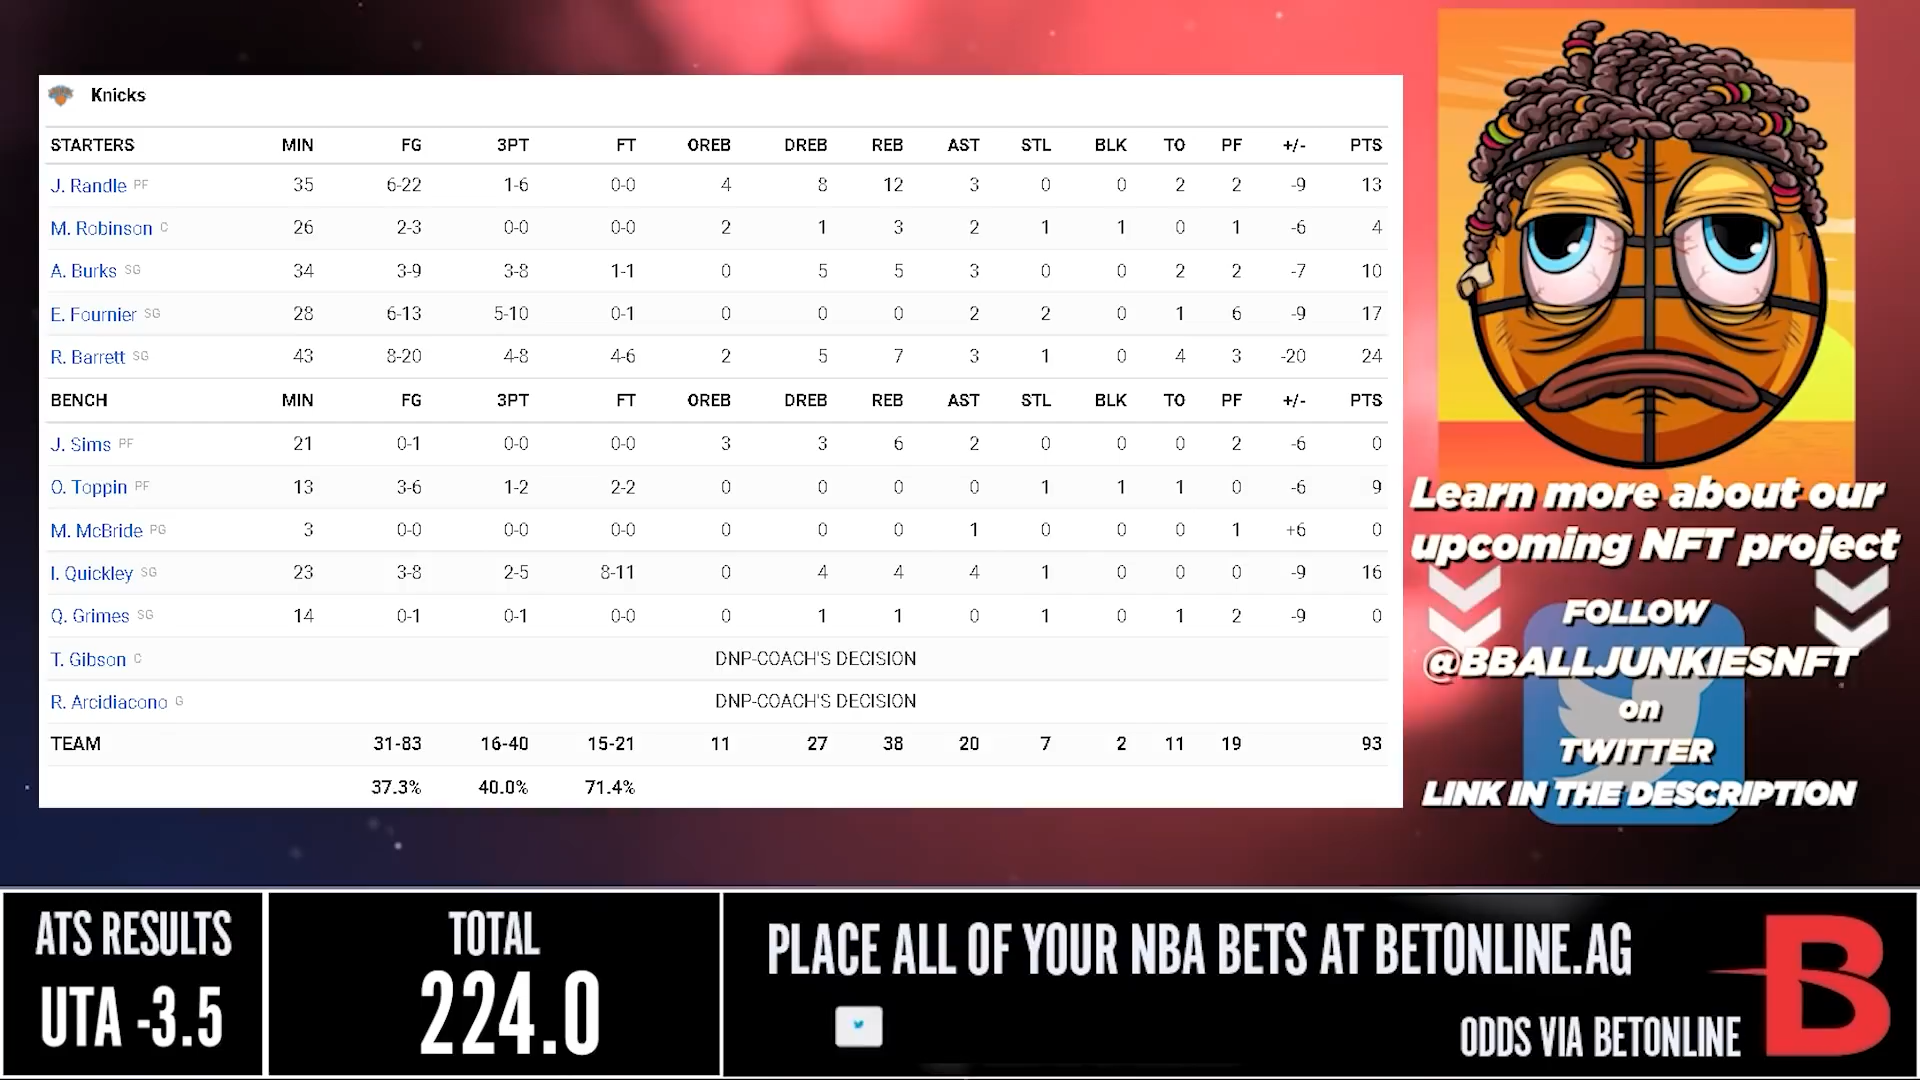 Knicks
STARTERS MIN FG 3PT FT OREB DREB REB AST STL BLK TO PF +/- PTS
J. Randle PF 35 6-22 1-6 0-0 4 8 12 3 0 0 2 2 -9 13
M. Robinson C 26 2-3 0-0 0-0 2 1 3 2 1 1 0 1 -6 4
A. Burks SG 34 3-9 3-8 1-1 0 5 5 3 0 0 2 2 -7 10
E. Fournier SG 28 6-13 5-10 0-1 0 0 0 2 2 0 1 6 -9 17
R. Barrett SG 43 8-20 4-8 4-6 2 5 7 3 1 0 4 3 -20 24
BENCH MIN FG 3PT FT OREB DREB REB AST STL BLK TO PF +/- PTS
J. Sims PF 21 0-1 0-0 0-0 3 3 6 2 0 0 0 2 -6 0
O. Toppin PF 13 3-6 1-2 2-2 0 0 0 0 1 1 1 0 -6 9
M. McBride PG 3 0-0 0-0 0-0 0 0 0 1 0 0 0 1 +6 0
I. Quickley SG 23 3-8 2-5 8-11 0 4 4 4 1 0 0 0 -9 16
Q. Grimes SG 14 0-1 0-1 0-0 0 1 1 0 1 0 1 2 -9 0
T. Gibson C DNP-COACH'S DECISION
R. Arcidiacono G DNP-COACH'S DECISION
TEAM 31-83 16-40 15-21 11 27 38 20 7 2 11 19 93
37.3% 40.0% 71.4%
Learn more about our
upcoming NFT project
FOLLOW
@BBALLJUNKIESNFT
on
TWITTER
LINK IN THE DESCRIPTION
ATS RESULTS
UTA -3.5
TOTAL
224.0
PLACE ALL OF YOUR NBA BETS AT BETONLINE.AG
ODDS VIA BETONLINE
B